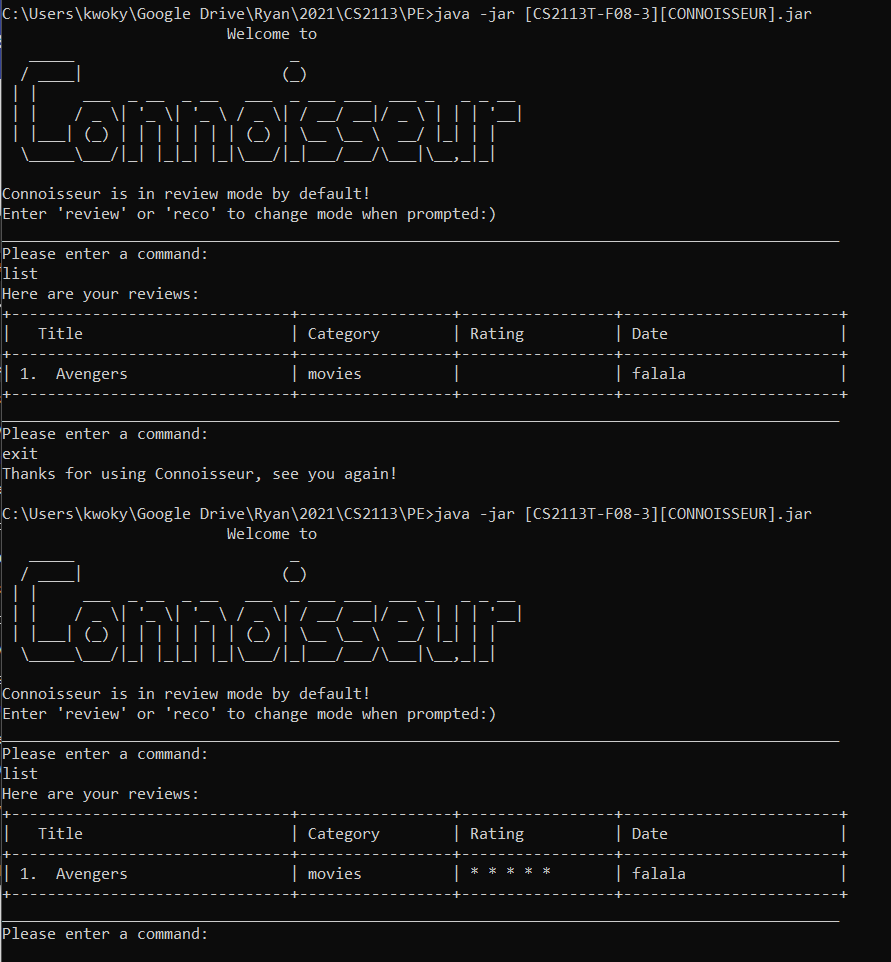 C:\Users\kwoky\Google Drive\Ryan\2021\CS2113\PE>java -jar [CS2113T-F08-3][CONNOISSEUR].jar
Welcome to
Connoisseur
Connoisseur is in review mode by default!
Enter 'review' or 'reco' to change mode when prompted:)
Please enter a command:
list
Here are your reviews:
| Title | Category | Rating | Date |
| 1. Avengers | movies | | falala |
Please enter a command:
exit
Thanks for using Connoisseur, see you again!
C:\Users\kwoky\Google Drive\Ryan\2021\CS2113\PE>java -jar [CS2113T-F08-3][CONNOISSEUR].jar
Welcome to
Connoisseur
Connoisseur is in review mode by default!
Enter 'review' or 'reco' to change mode when prompted:)
Please enter a command:
list
Here are your reviews:
| Title | Category | Rating | Date |
| 1. Avengers | movies | * * * * * | falala |
Please enter a command: